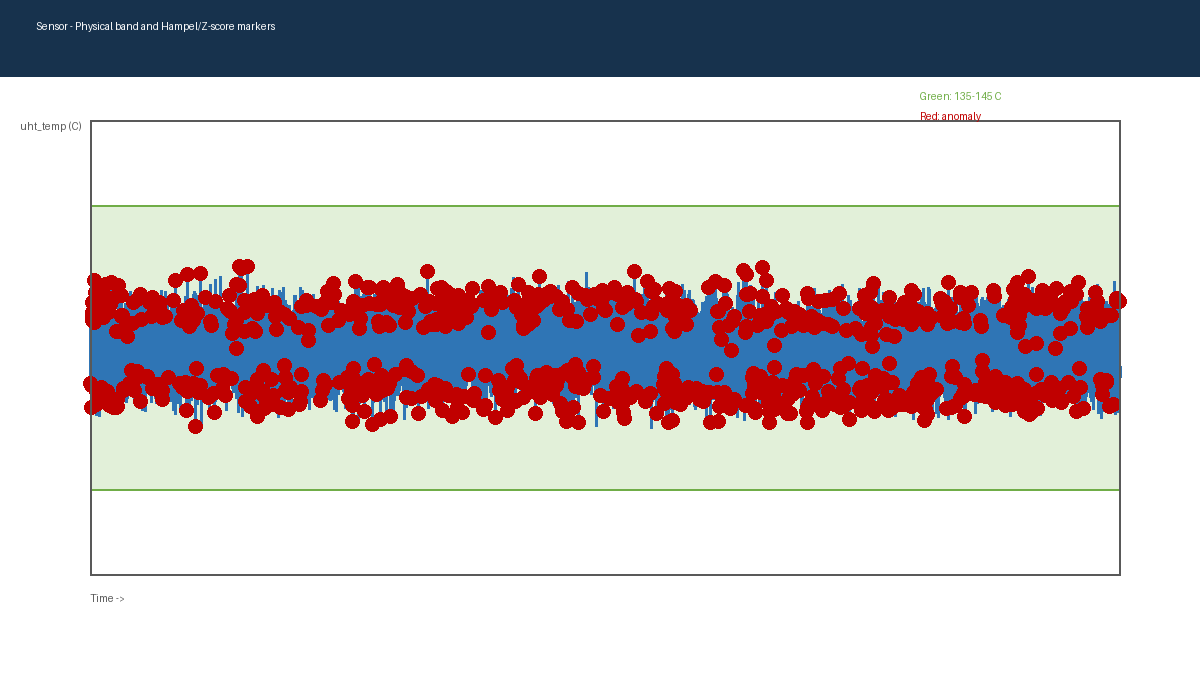 Sensor - Physical band and Hampel/Z-score markers
Green: 135-145 C
Red: anomaly
uht_temp (C)
Time ->